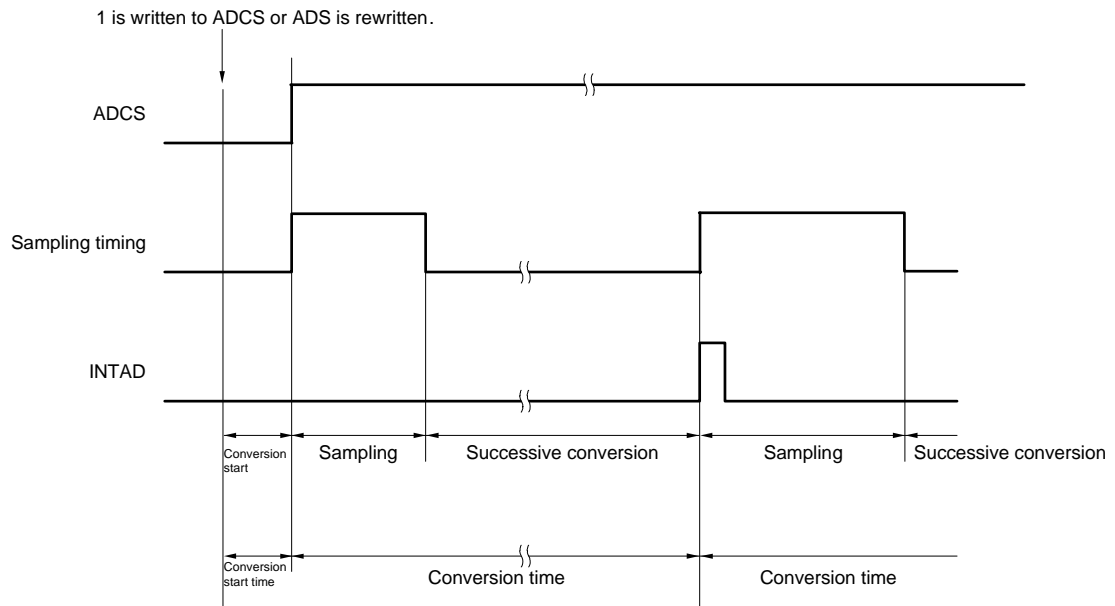 1 is written to ADCS or ADS is rewritten.
ADCS
Sampling timing
INTAD
Conversion
start
Sampling
Successive conversion
Sampling
Successive conversion
Conversion
start time
Conversion time
Conversion time